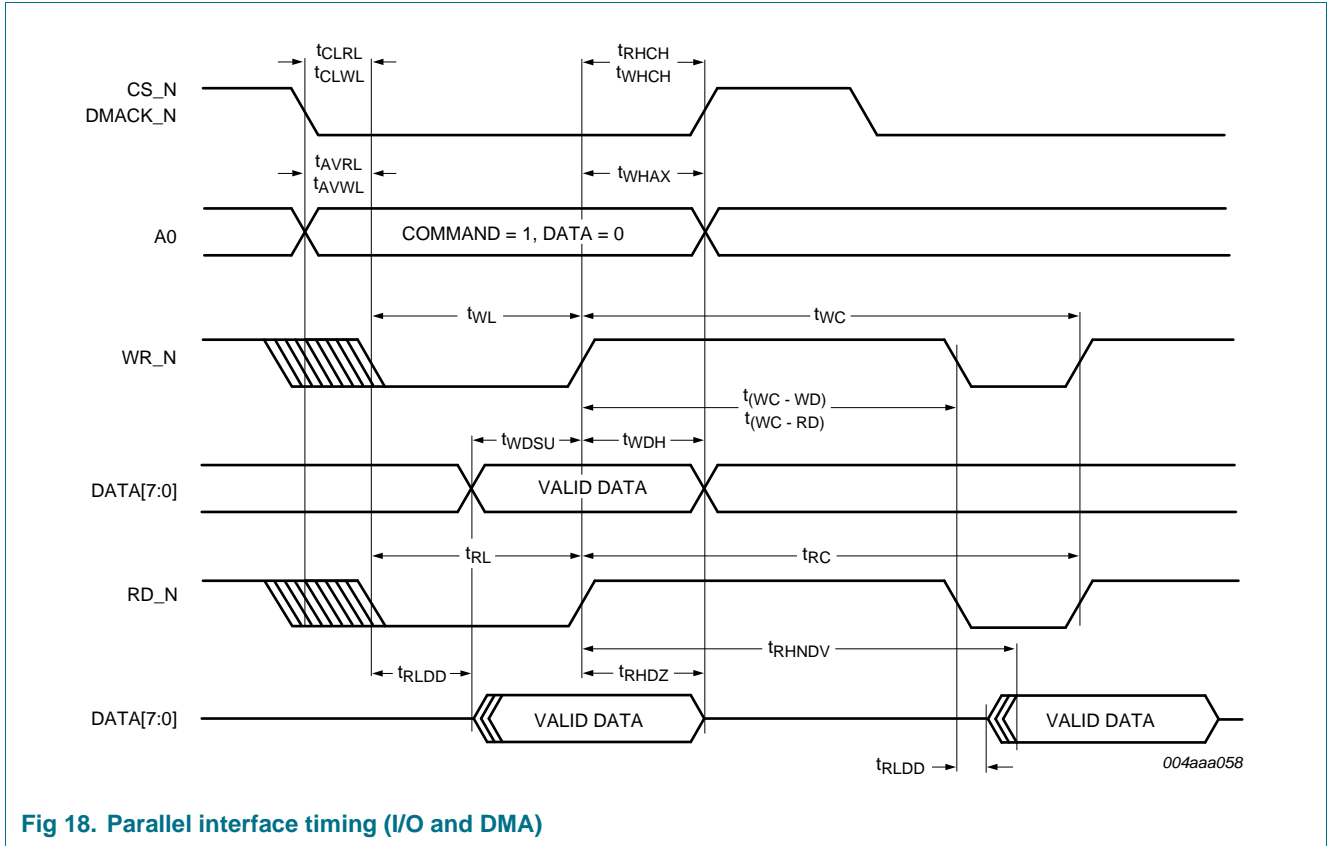 tCLRL
tCLWL
tRHCH
tWHCH
CS_N
DMACK_N
tAVRL
tAVWL
tWHAX
A0
COMMAND = 1, DATA = 0
tWL
tWC
WR_N
t(WC - WD)
t(WC - RD)
tWDSU
tWDH
DATA[7:0]
VALID DATA
tRL
tRC
RD_N
tRHNDV
tRLDD
tRHDZ
DATA[7:0]
VALID DATA
VALID DATA
tRLDD
004aaa058
Fig 18. Parallel interface timing (I/O and DMA)